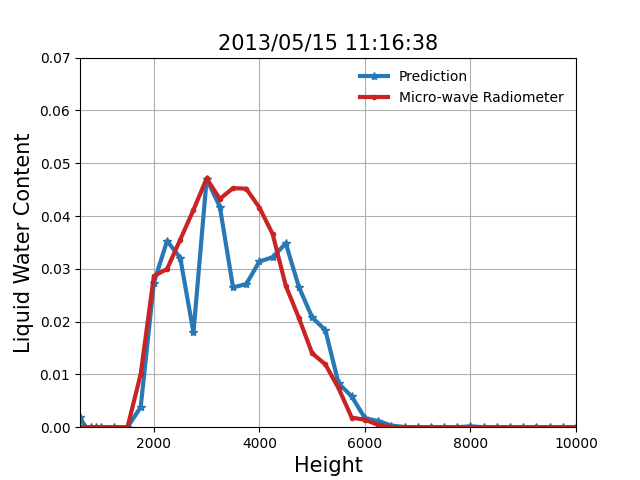 2013/05/15 11:16:38
0.07
0.06
0.05
0.04
0.03
0.02
0.01
0.00
Liquid Water Content
Prediction
Micro-wave Radiometer
2000 4000 6000 8000 10000
Height